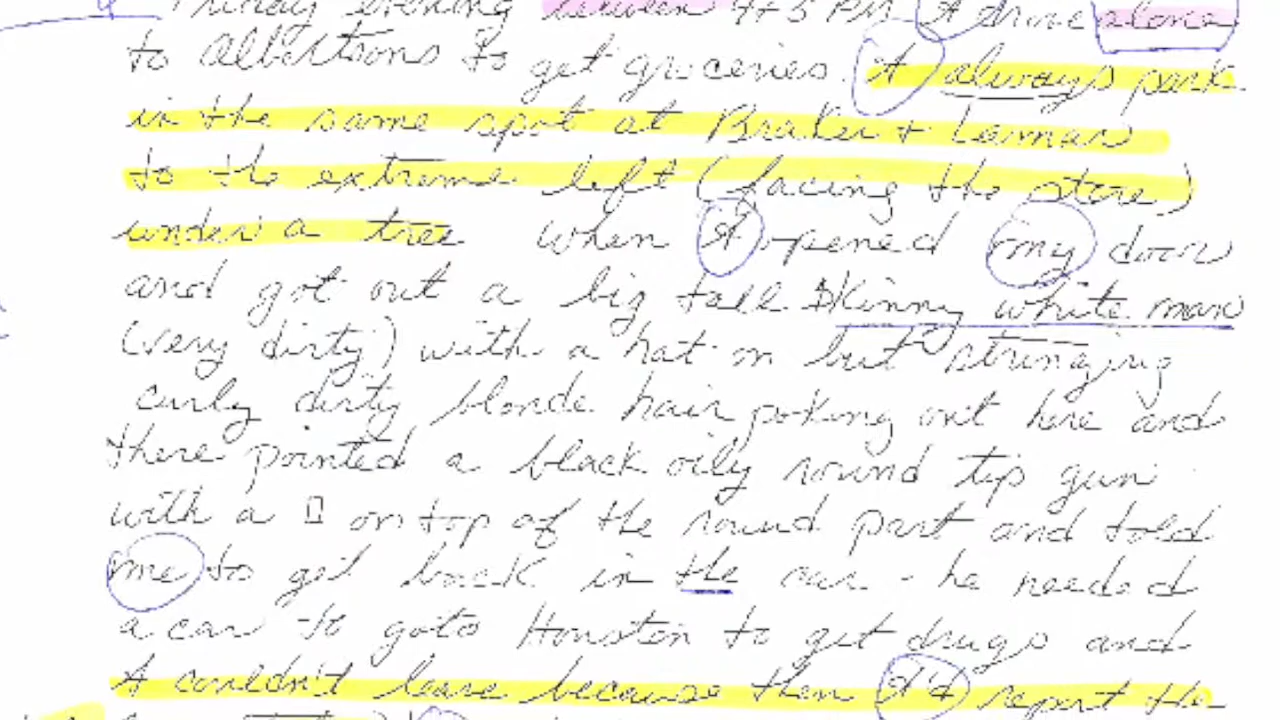 Friday evening between 4+5 PM I drove alone
to Albertsons to get groceries. I always park
in the same spot at Braker + Lamar
to the extreme left (facing the store)
under a tree when I opened my door
and got out a big tall skinny white man
(very dirty) with a hat on but stringing
curly dirty blonde hair poking out here and
there pointed a black oily round tip gun
with a on top of the round part and told
me to get back in the car - he needed
a car to goto Houston to get drugs and
I couldn't leave because then I'd report the